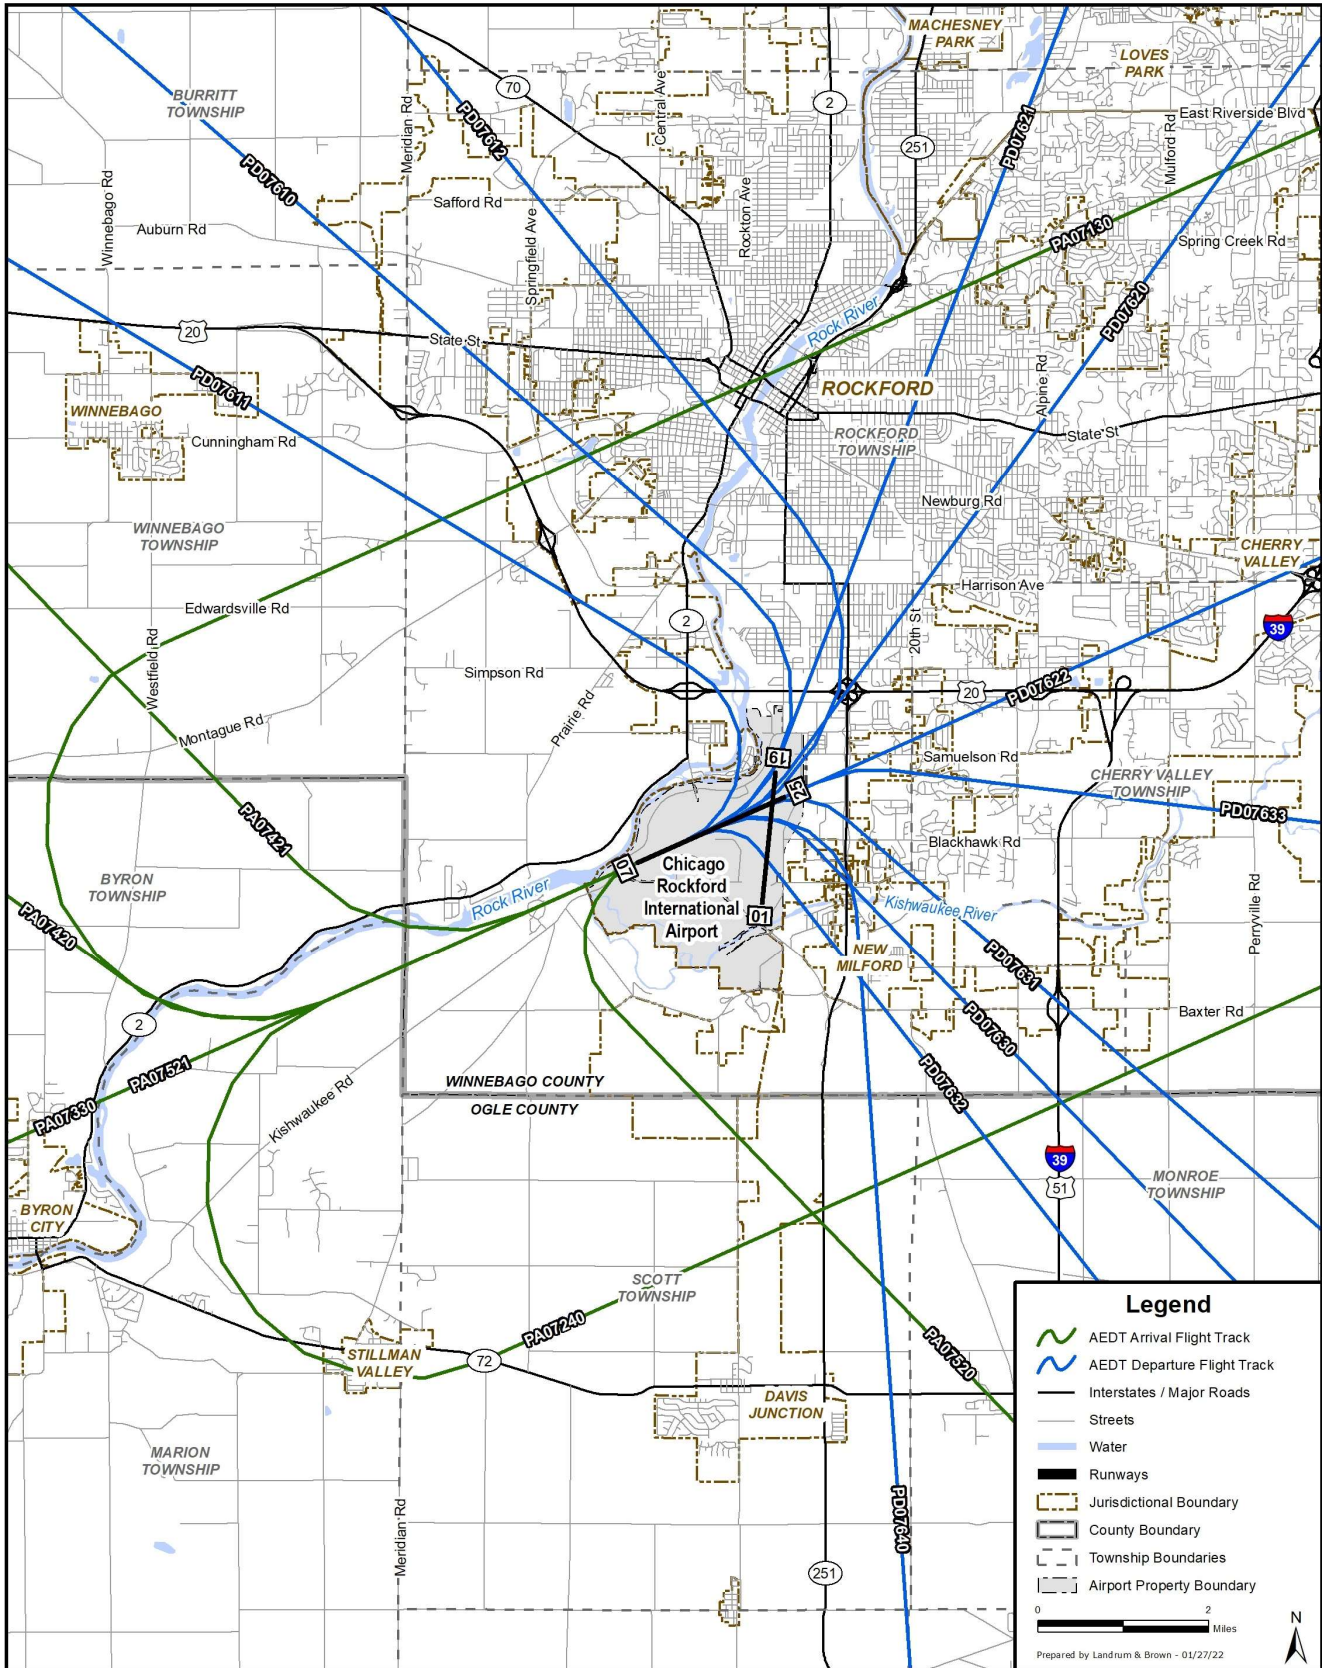 MACHESNEY
PARK
LOVES
PARK
BURRITT
TOWNSHIP
70
2
Central Ave
Meridian Rd
PD07612
251
PD07621
Mulford Rd
East Riverside Blvd
PD07610
Winnebago Rd
Auburn Rd
Safford Rd
Springfield Ave
Rockton Ave
PA07130
Spring Creek Rd
PD07620
20
State St
Rock River
PD07611
WINNEBAGO
Cunningham Rd
ROCKFORD
ROCKFORD
TOWNSHIP
Alpine Rd
State St
Newburg Rd
WINNEBAGO
TOWNSHIP
CHERRY
VALLEY
Harrison Ave
Edwardsville Rd
2
20th St
39
Westfield Rd
Simpson Rd
Prairie Rd
20
PD07622
Montague Rd
19
Samuelson Rd
25
CHERRY VALLEY
TOWNSHIP
PD07633
PA07421
Blackhawk Rd
07
Chicago
Rockford
International
Airport
BYRON
TOWNSHIP
Rock River
01
Kishwaukee River
Perryville Rd
PA07420
NEW
MILFORD
PD07631
2
PD07630
Baxter Rd
PA07521
PD07632
PA07330
Kishwaukee Rd
WINNEBAGO COUNTY
OGLE COUNTY
39
51
MONROE
TOWNSHIP
BYRON
CITY
SCOTT
TOWNSHIP
PA07240
PA07520
STILLMAN
VALLEY
72
DAVIS
JUNCTION
MARION
TOWNSHIP
Meridian Rd
PD07640
251
Legend
AEDT Arrival Flight Track
AEDT Departure Flight Track
Interstates / Major Roads
Streets
Water
Runways
Jurisdictional Boundary
County Boundary
Township Boundaries
Airport Property Boundary
0 2
Miles
N
Prepared by Landrum & Brown - 01/27/22